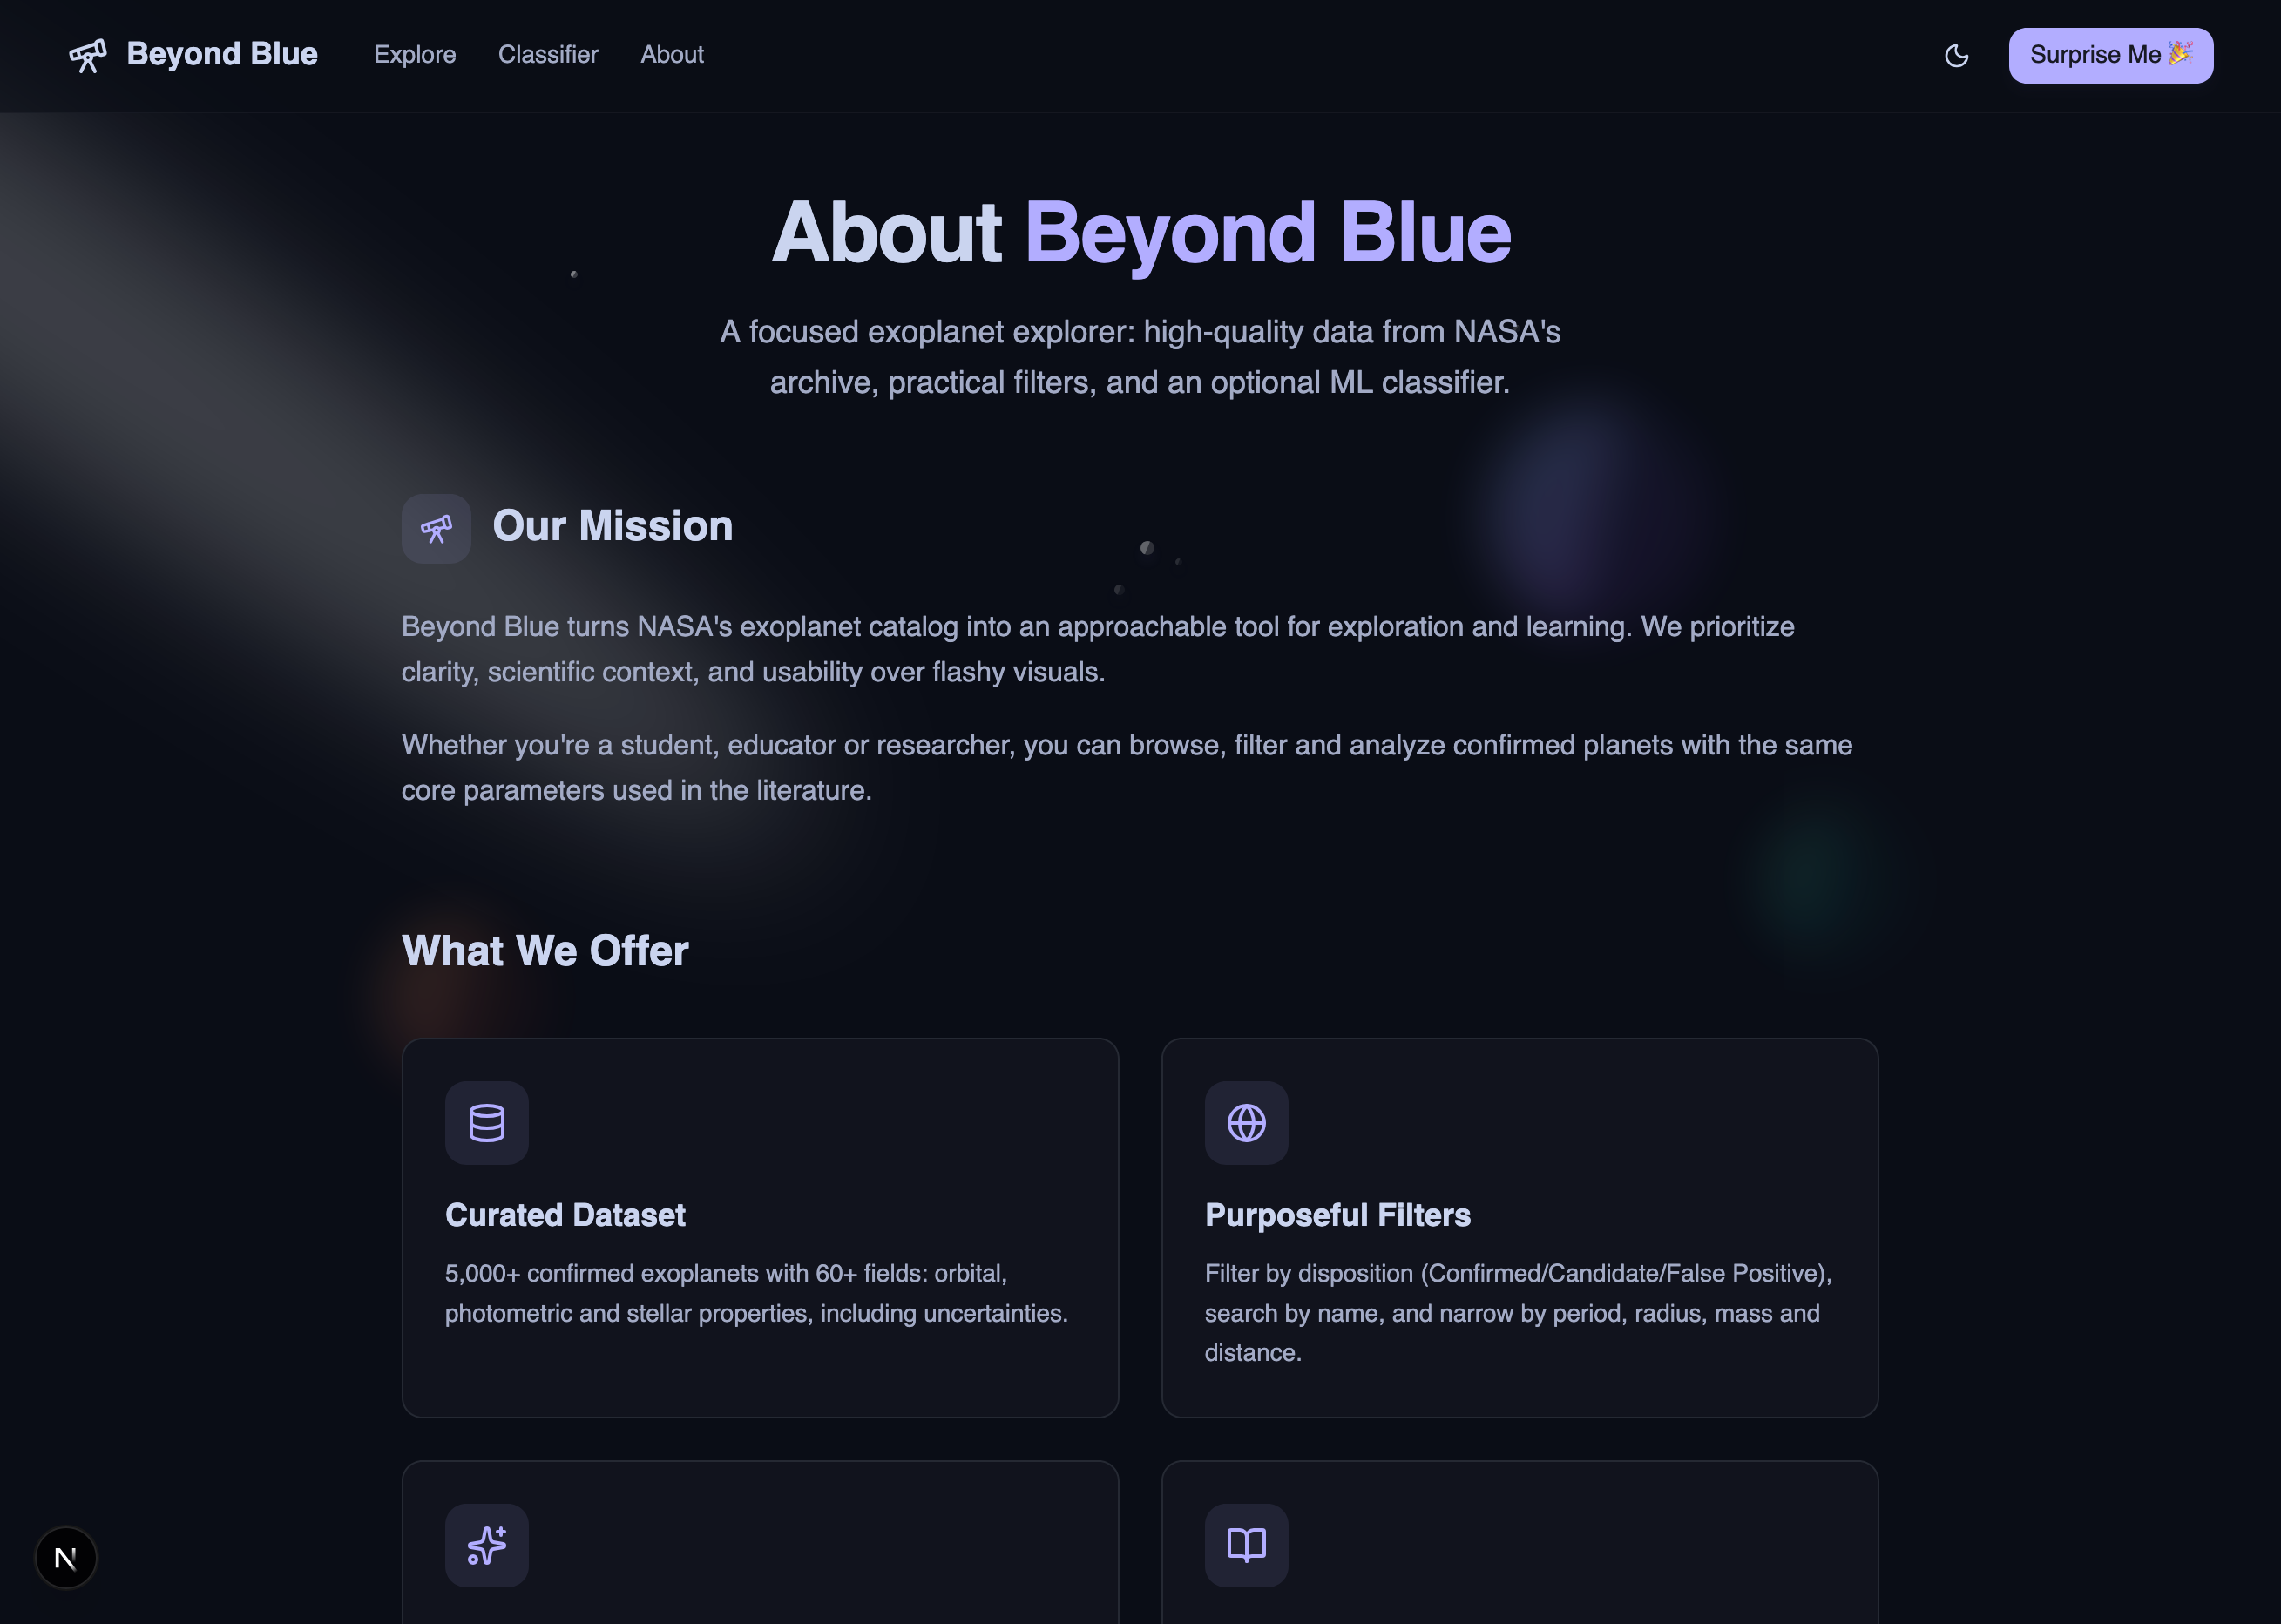 Beyond Blue
Explore
Classifier
About
Surprise Me 🎉
About Beyond Blue
A focused exoplanet explorer: high-quality data from NASA's
archive, practical filters, and an optional ML classifier.
Our Mission
Beyond Blue turns NASA's exoplanet catalog into an approachable tool for exploration and learning. We prioritize
clarity, scientific context, and usability over flashy visuals.
Whether you're a student, educator or researcher, you can browse, filter and analyze confirmed planets with the same
core parameters used in the literature.
What We Offer
Curated Dataset
5,000+ confirmed exoplanets with 60+ fields: orbital,
photometric and stellar properties, including uncertainties.
Purposeful Filters
Filter by disposition (Confirmed/Candidate/False Positive),
search by name, and narrow by period, radius, mass and
distance.
N